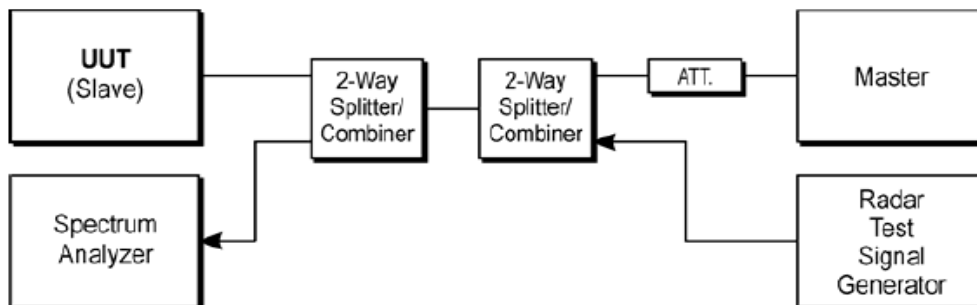 UUT
(Slave)
2-Way
Splitter/
Combiner
2-Way
Splitter/
Combiner
ATT.
Master
Spectrum
Analyzer
Radar
Test
Signal
Generator